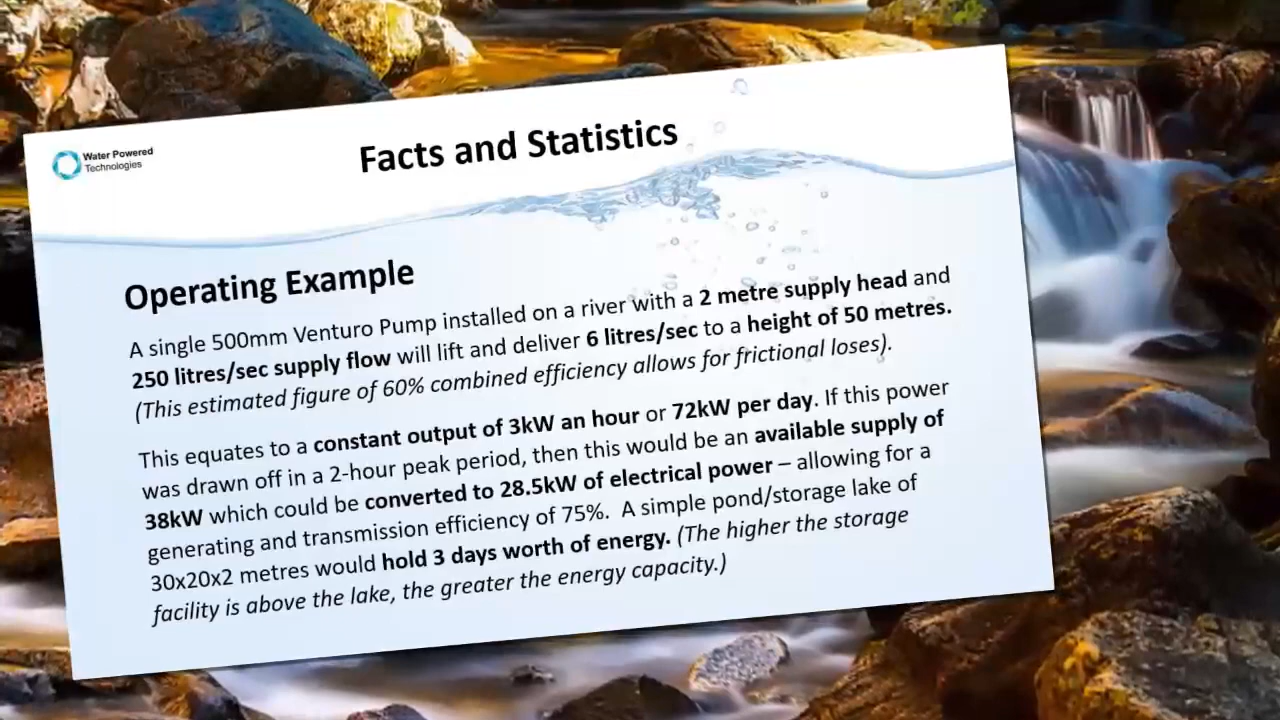 Water Powered
Technologies
Facts and Statistics
Operating Example
A single 500mm Venturo Pump installed on a river with a 2 metre supply head and
250 litres/sec supply flow will lift and deliver 6 litres/sec to a height of 50 metres.
(This estimated figure of 60% combined efficiency allows for frictional loses).
This equates to a constant output of 3kW an hour or 72kW per day. If this power
was drawn off in a 2-hour peak period, then this would be an available supply of
38kW which could be converted to 28.5kW of electrical power – allowing for a
generating and transmission efficiency of 75%. A simple pond/storage lake of
30x20x2 metres would hold 3 days worth of energy. (The higher the storage
facility is above the lake, the greater the energy capacity.)